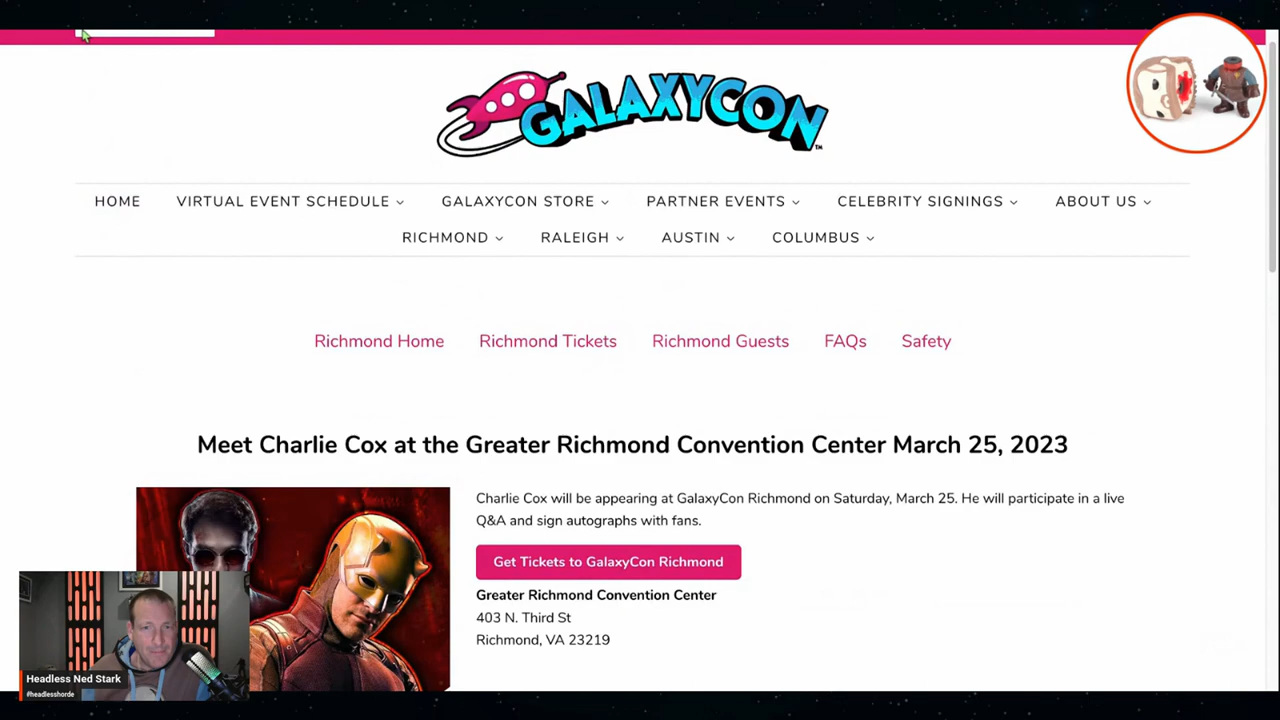 GALAXYCON™
HOME VIRTUAL EVENT SCHEDULE GALAXYCON STORE PARTNER EVENTS CELEBRITY SIGNINGS ABOUT US
RICHMOND RALEIGH AUSTIN COLUMBUS
Richmond Home Richmond Tickets Richmond Guests FAQs Safety
Meet Charlie Cox at the Greater Richmond Convention Center March 25, 2023
Charlie Cox will be appearing at GalaxyCon Richmond on Saturday, March 25. He will participate in a live
Q&A and sign autographs with fans.
Get Tickets to GalaxyCon Richmond
Greater Richmond Convention Center
403 N. Third St
Richmond, VA 23219
Headless Ned Stark
#headlesshorde